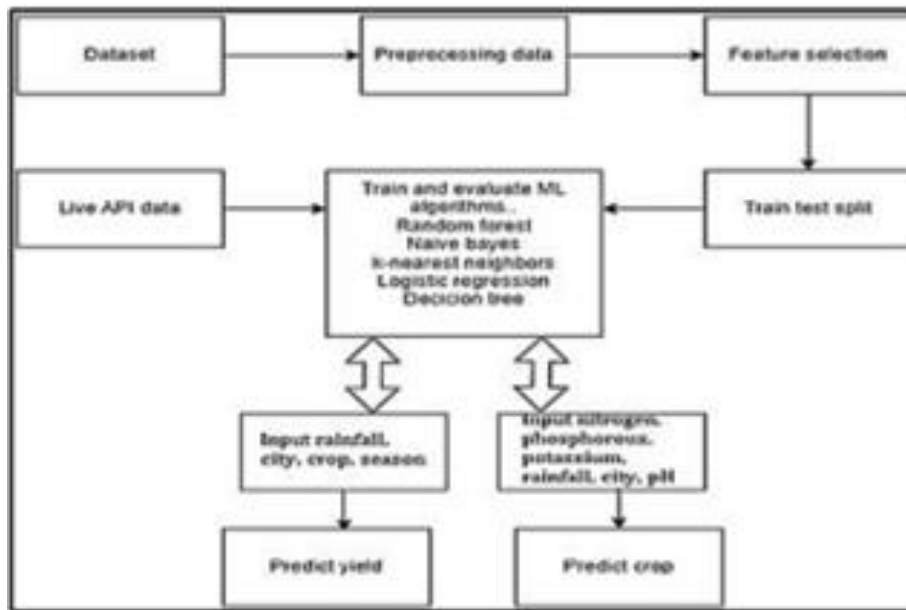 Dataset
Preprocessing data
Feature selection
Live API data
Train and evaluate ML
algorithms..
Random forest
Naive bayes
k-nearest neighbors
Logistic regression
Decicion tree
Train test split
Input rainfall,
city, crop, season
Input nitrogen,
phosphoroux,
potassium,
rainfall, city, pH
Predict yield
Predict crop